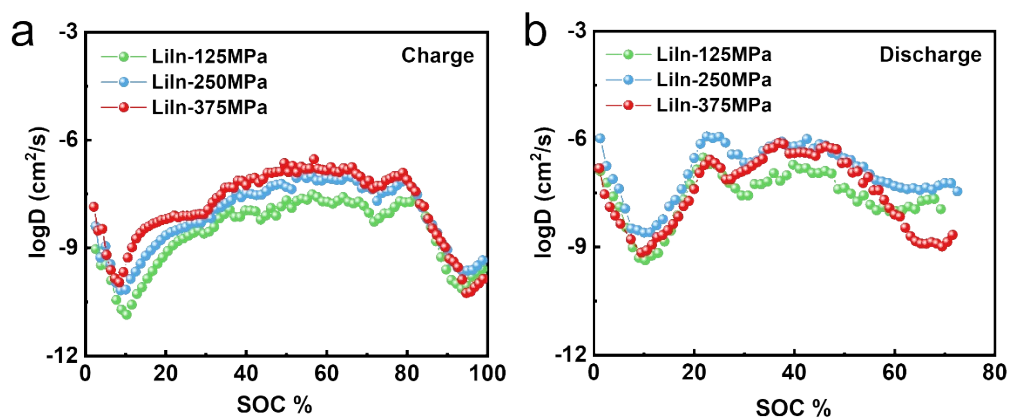 a
-3
-6
-9
-12
logD (cm²/s)
LiIn-125MPa
LiIn-250MPa
LiIn-375MPa
Charge
0
20
40
60
80
100
SOC %
b
-3
-6
-9
-12
logD (cm²/s)
LiIn-125MPa
LiIn-250MPa
LiIn-375MPa
Discharge
0
20
40
60
80
SOC %